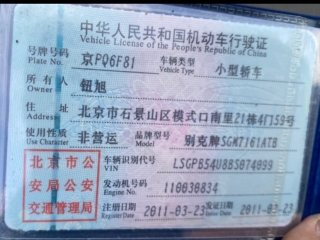 中华人民共和国机动车行驶证
Vehicle License of the People's Republic of China
号牌号码 京PQ6F81 车辆类型 小型轿车
Plate No. Vehicle Type
所有人 钮旭
Owner
住址 北京市石景山区模式口南里21栋4门59号
Address
使用性质 非营运 品牌型号 别克牌SGM7161ATB
Use Character Model
北京市公 车辆识别代号 LSGPB54U8BS074099
VIN
安局公安 发动机号码 110030834
Engine No.
交通管理局 注册日期 2011-03-23 发证日期 2011-03-23
Register Date Issue Date